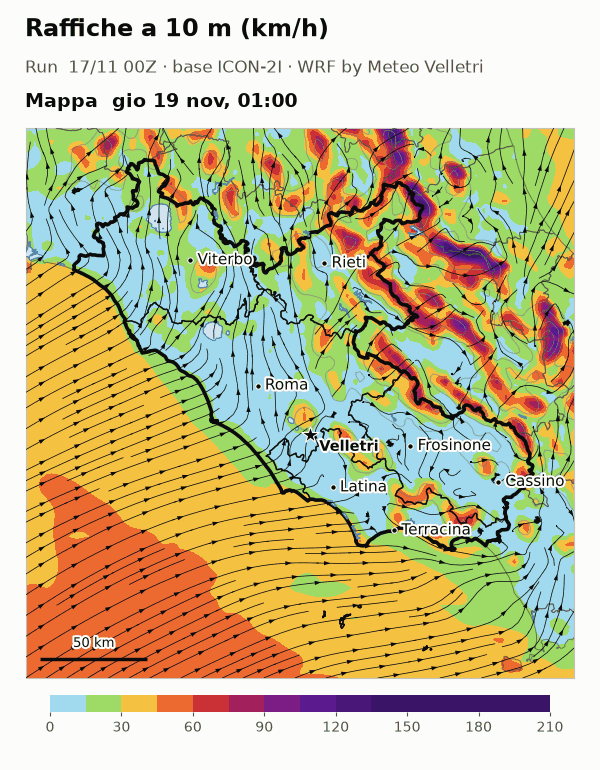 Raffiche a 10 m (km/h)
Run 17/11 00Z · base ICON-2I · WRF by Meteo Velletri
Mappa gio 19 nov, 01:00
Viterbo
Rieti
Roma
Velletri
Frosinone
Latina
Cassino
Terracina
50 km
0 30 60 90 120 150 180 210